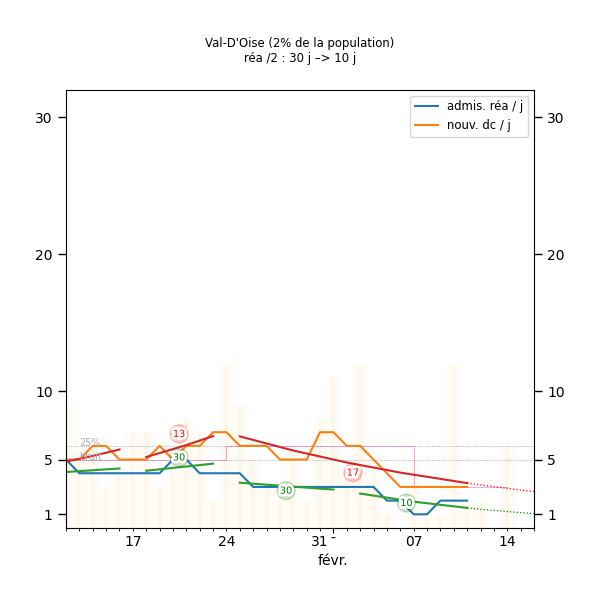 Val-D'Oise (2% de la population)
réa /2 : 30 j –> 10 j
admis. réa / j
nouv. dc / j
30 30
20 20
10 10
5 5
1 1
25%
13
30
30
17
10
17 24 31 07 14
févr.